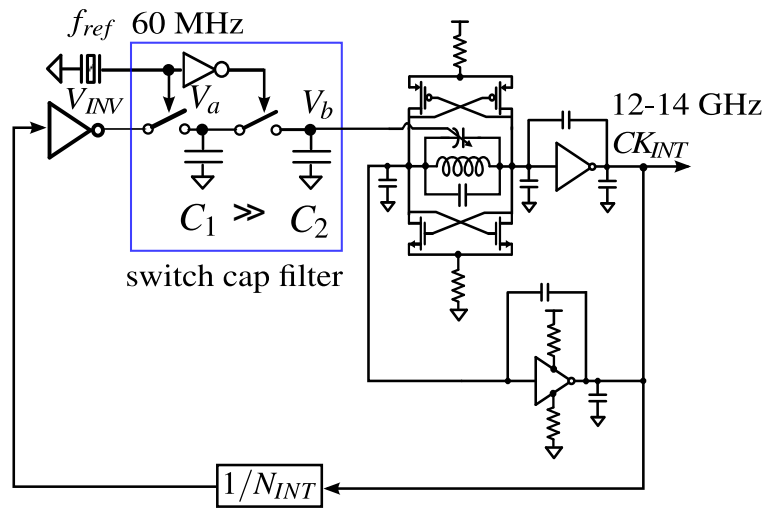 f_ref 60 MHz
V_INV V_a V_b
12-14 GHz
CK_INT
C_1 ≫ C_2
switch cap filter
1/N_INT